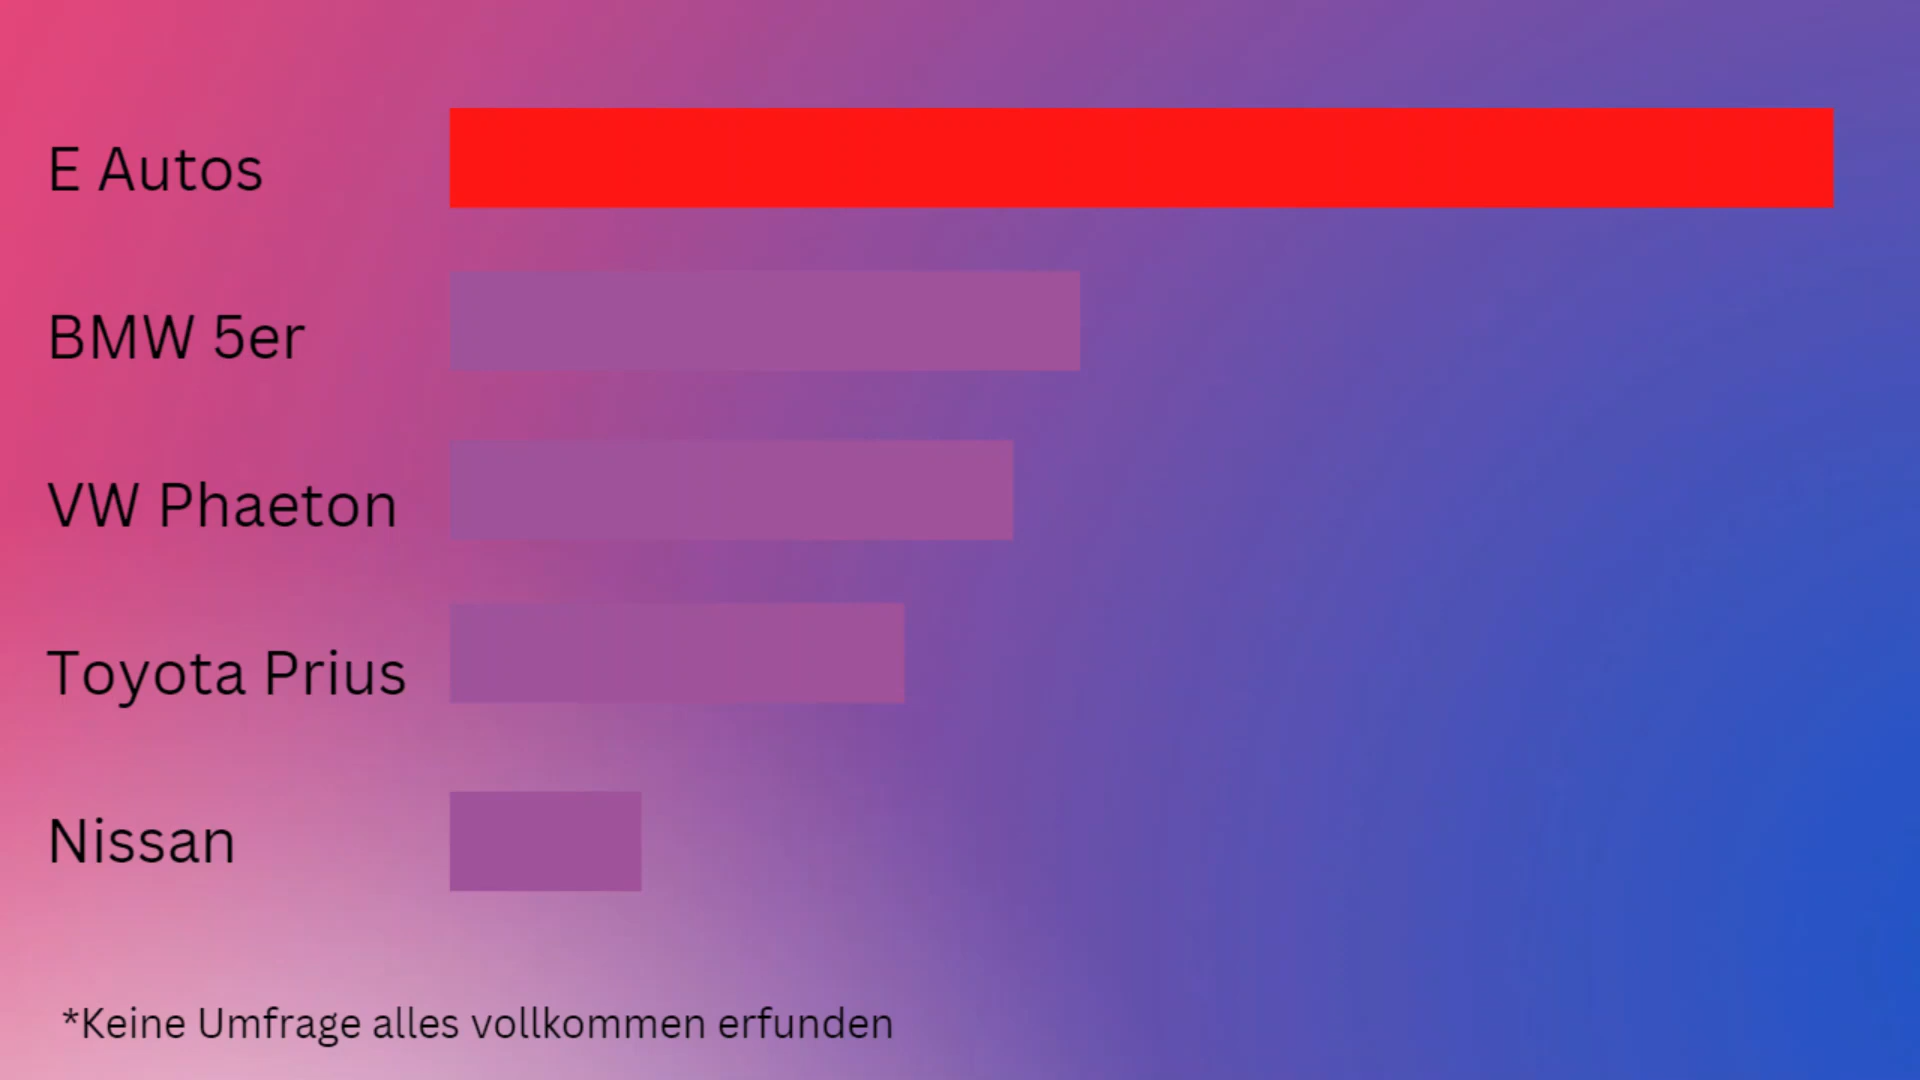 E Autos
BMW 5er
VW Phaeton
Toyota Prius
Nissan
*Keine Umfrage alles vollkommen erfunden